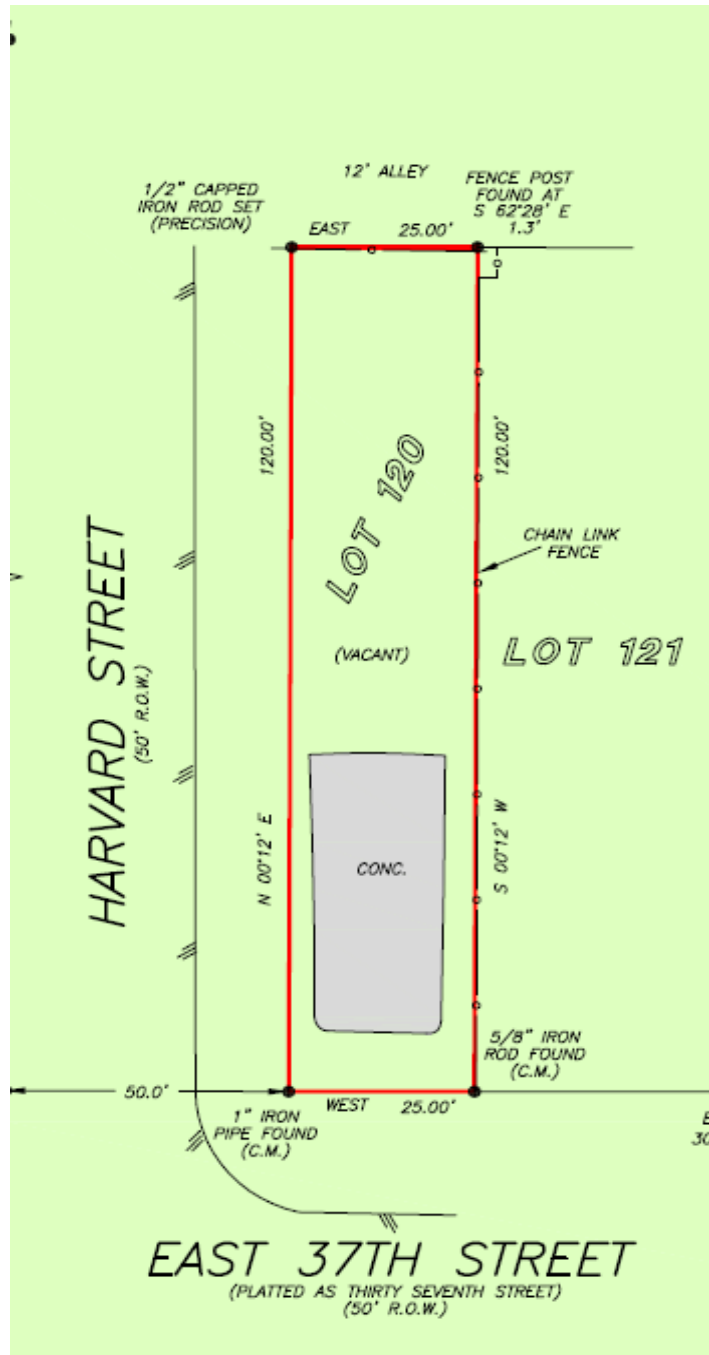 12' ALLEY
1/2" CAPPED
IRON ROD SET
(PRECISION)
FENCE POST
FOUND AT
S 62°28' E
1.3'
EAST 25.00'
120.00'
120.00'
LOT 120
CHAIN LINK
FENCE
(VACANT)
LOT 121
HARVARD STREET
(50' R.O.W.)
N 00°12' E
S 00°12' W
CONC.
5/8" IRON
ROD FOUND
(C.M.)
50.0'
WEST 25.00'
1" IRON
PIPE FOUND
(C.M.)
30
EAST 37TH STREET
(PLATTED AS THIRTY SEVENTH STREET)
(50' R.O.W.)